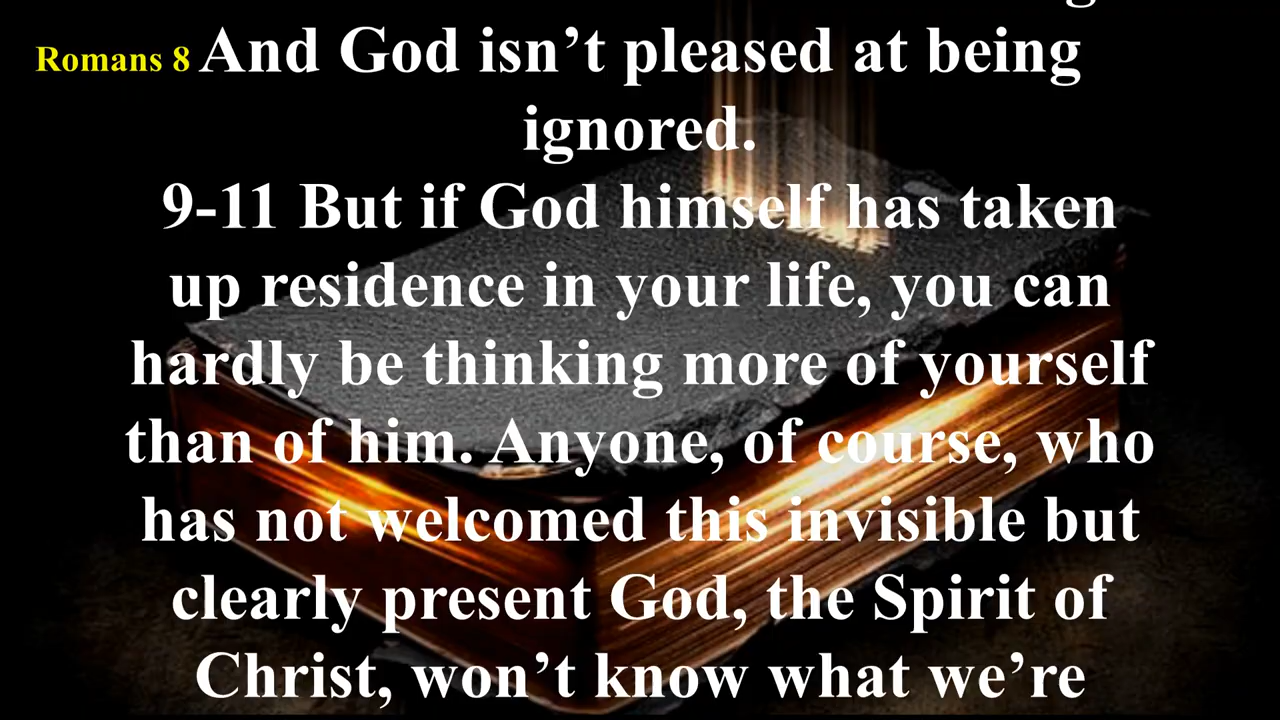 Romans 8 And God isn’t pleased at being
ignored.
9-11 But if God himself has taken
up residence in your life, you can
hardly be thinking more of yourself
than of him. Anyone, of course, who
has not welcomed this invisible but
clearly present God, the Spirit of
Christ, won’t know what we’re